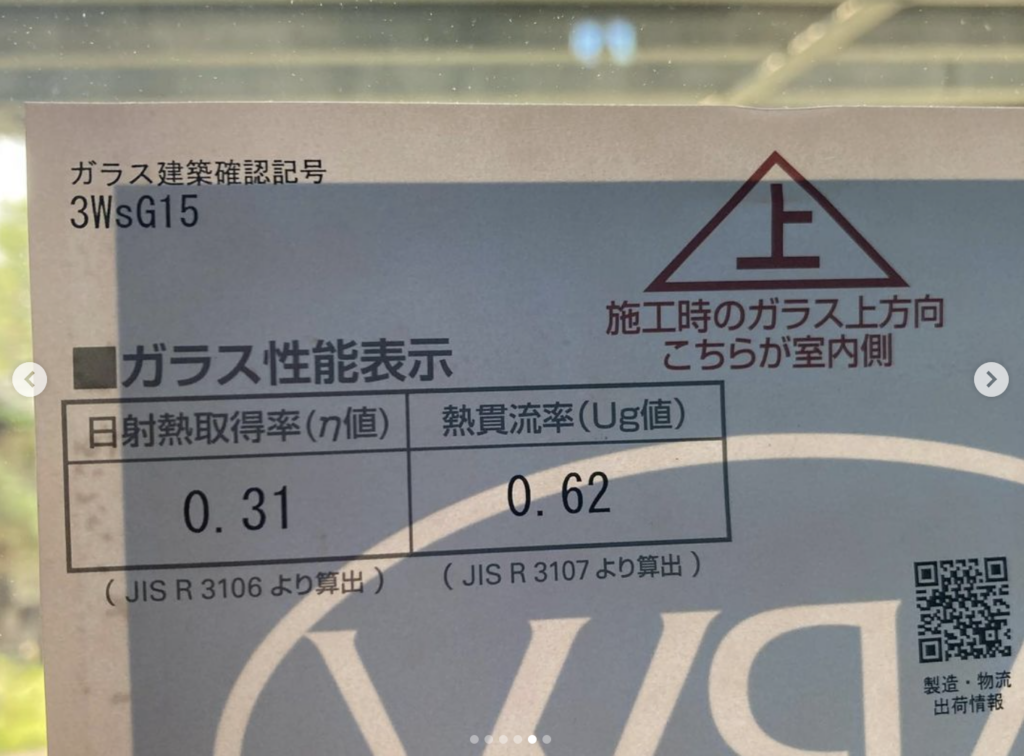 ガラス建築確認記号
3WsG15
上
施工時のガラス上方向
こちらが室内側
■ガラス性能表示
日射熱取得率(η値)
熱貫流率(Ug値)
0.31
0.62
( JIS R 3106 より算出 )
( JIS R 3107 より算出 )
製造・物流
出荷情報